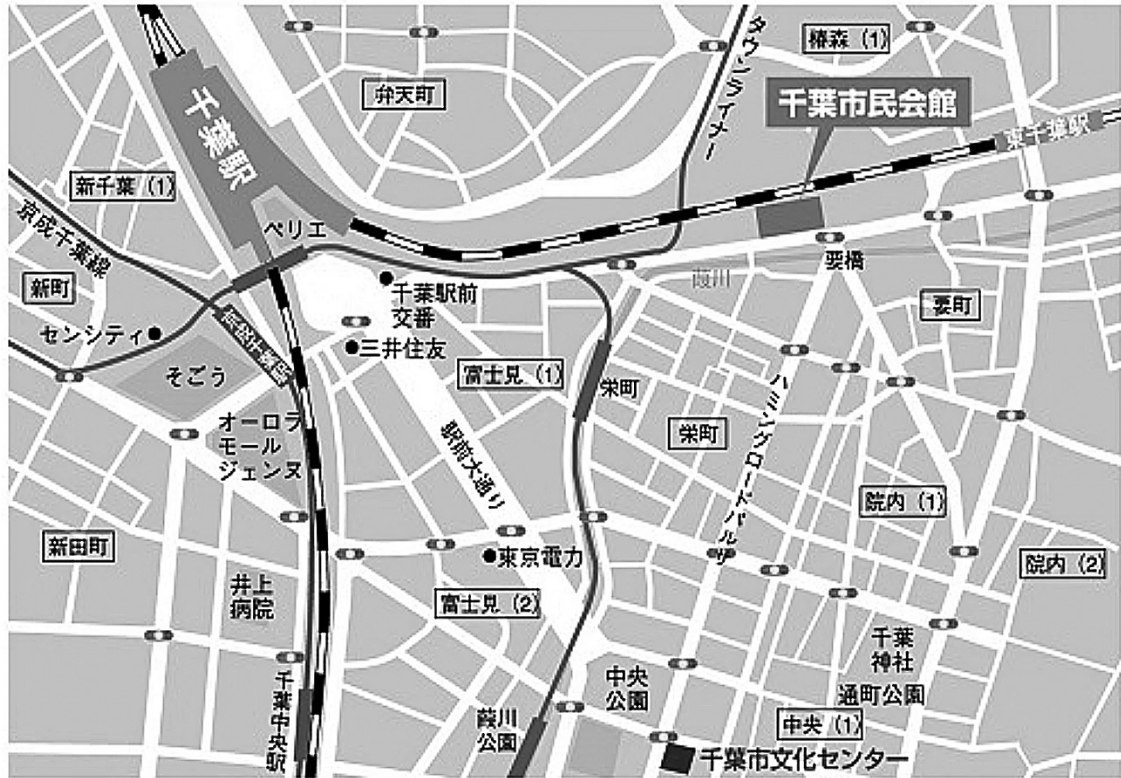 椿森（1）
タウンライナー
弁天町
千葉市民会館
千葉駅
東千葉駅
新千葉（1）
京成千葉線
ペリエ
要橋
葭川
新町
千葉駅前
交番
要町
センシティ
京成千葉駅
三井住友
そごう
富士見（1）
栄町
オーロラ
モール
ジェンヌ
駅前大通り
栄町
ハミングロードパルサ
院内（1）
新田町
東京電力
院内（2）
井上
病院
富士見（2）
千葉
神社
中央
公園
通町公園
千葉中央駅
葭川
公園
中央（1）
千葉市文化センター